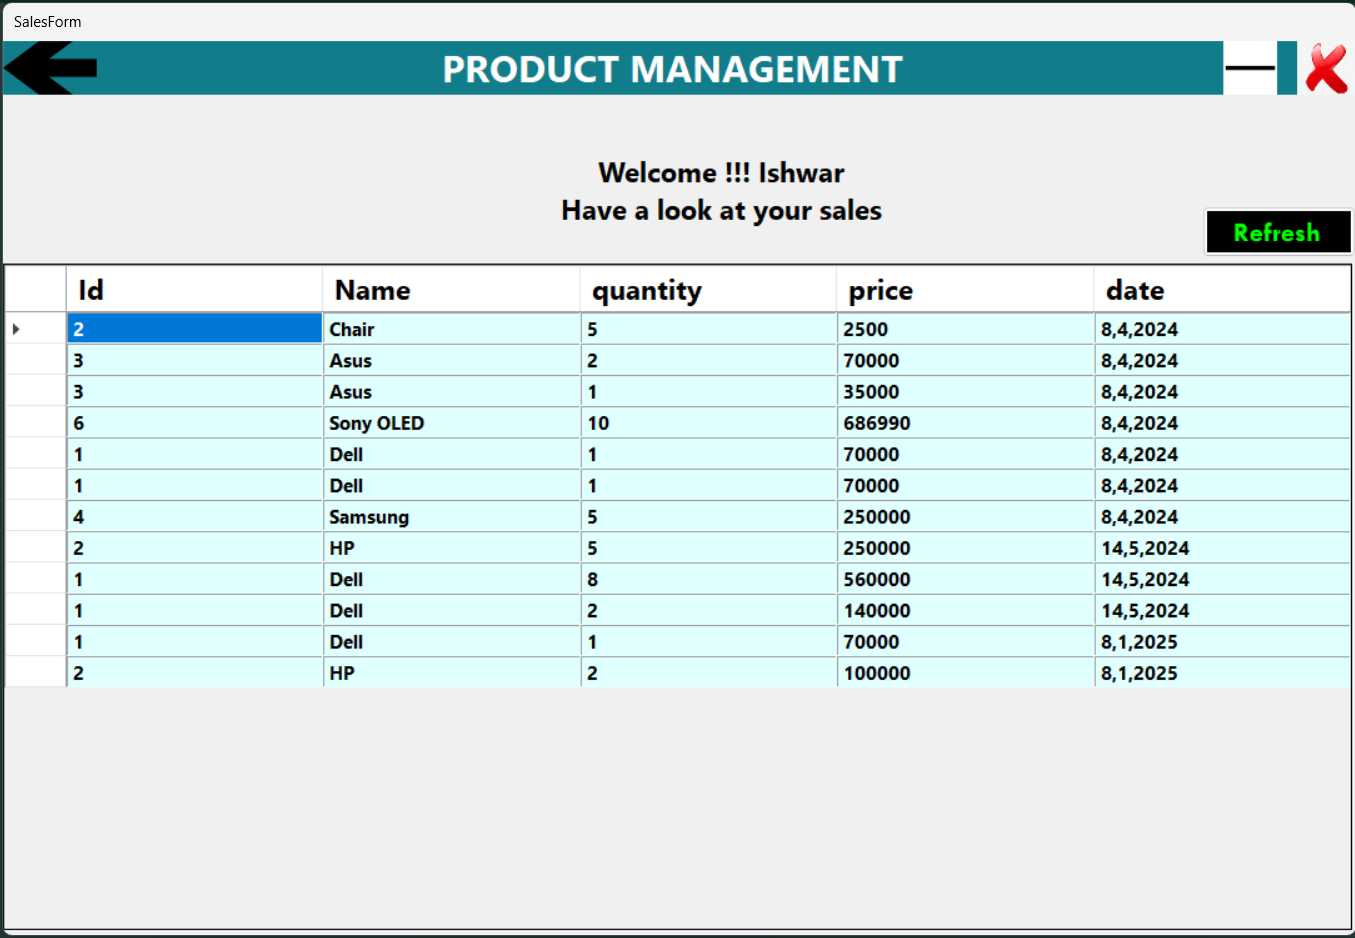 SalesForm
PRODUCT MANAGEMENT
Welcome !!! Ishwar
Have a look at your sales
Refresh
Id Name quantity price date
2 Chair 5 2500 8,4,2024
3 Asus 2 70000 8,4,2024
3 Asus 1 35000 8,4,2024
6 Sony OLED 10 686990 8,4,2024
1 Dell 1 70000 8,4,2024
1 Dell 1 70000 8,4,2024
4 Samsung 5 250000 8,4,2024
2 HP 5 250000 14,5,2024
1 Dell 8 560000 14,5,2024
1 Dell 2 140000 14,5,2024
1 Dell 1 70000 8,1,2025
2 HP 2 100000 8,1,2025